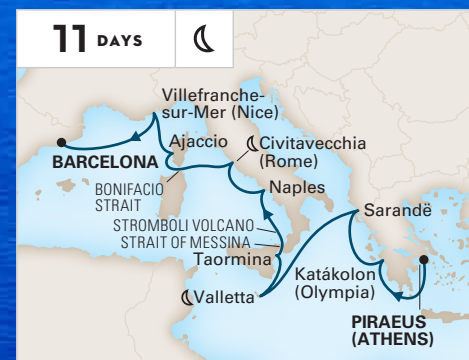 11 DAYS
Villefranche-
sur-Mer (Nice)
Ajaccio
Civitavecchia
(Rome)
BARCELONA
BONIFACIO
STRAIT
Naples
Sarandë
STROMBOLI VOLCANO
STRAIT OF MESSINA
Taormina
Katákolon
(Olympia)
Valletta
PIRAEUS
(ATHENS)